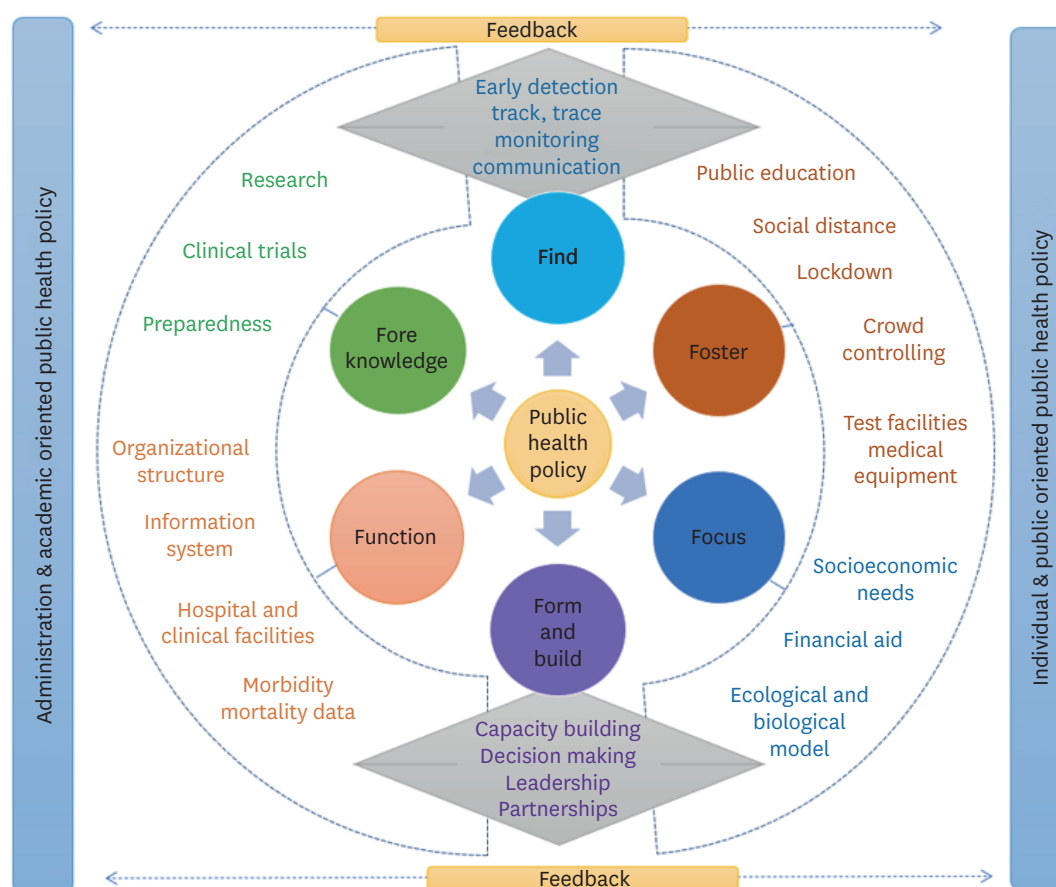 Feedback
Administration & academic oriented public health policy
Individual & public oriented public health policy
Early detection
track, trace
monitoring
communication
Research
Clinical trials
Preparedness
Public education
Social distance
Lockdown
Crowd
controlling
Test facilities
medical
equipment
Find
Fore
knowledge
Foster
Public
health
policy
Function
Focus
Form
and
build
Organizational
structure
Information
system
Hospital and
clinical facilities
Morbidity
mortality data
Socioeconomic
needs
Financial aid
Ecological and
biological
model
Capacity building
Decision making
Leadership
Partnerships
Feedback